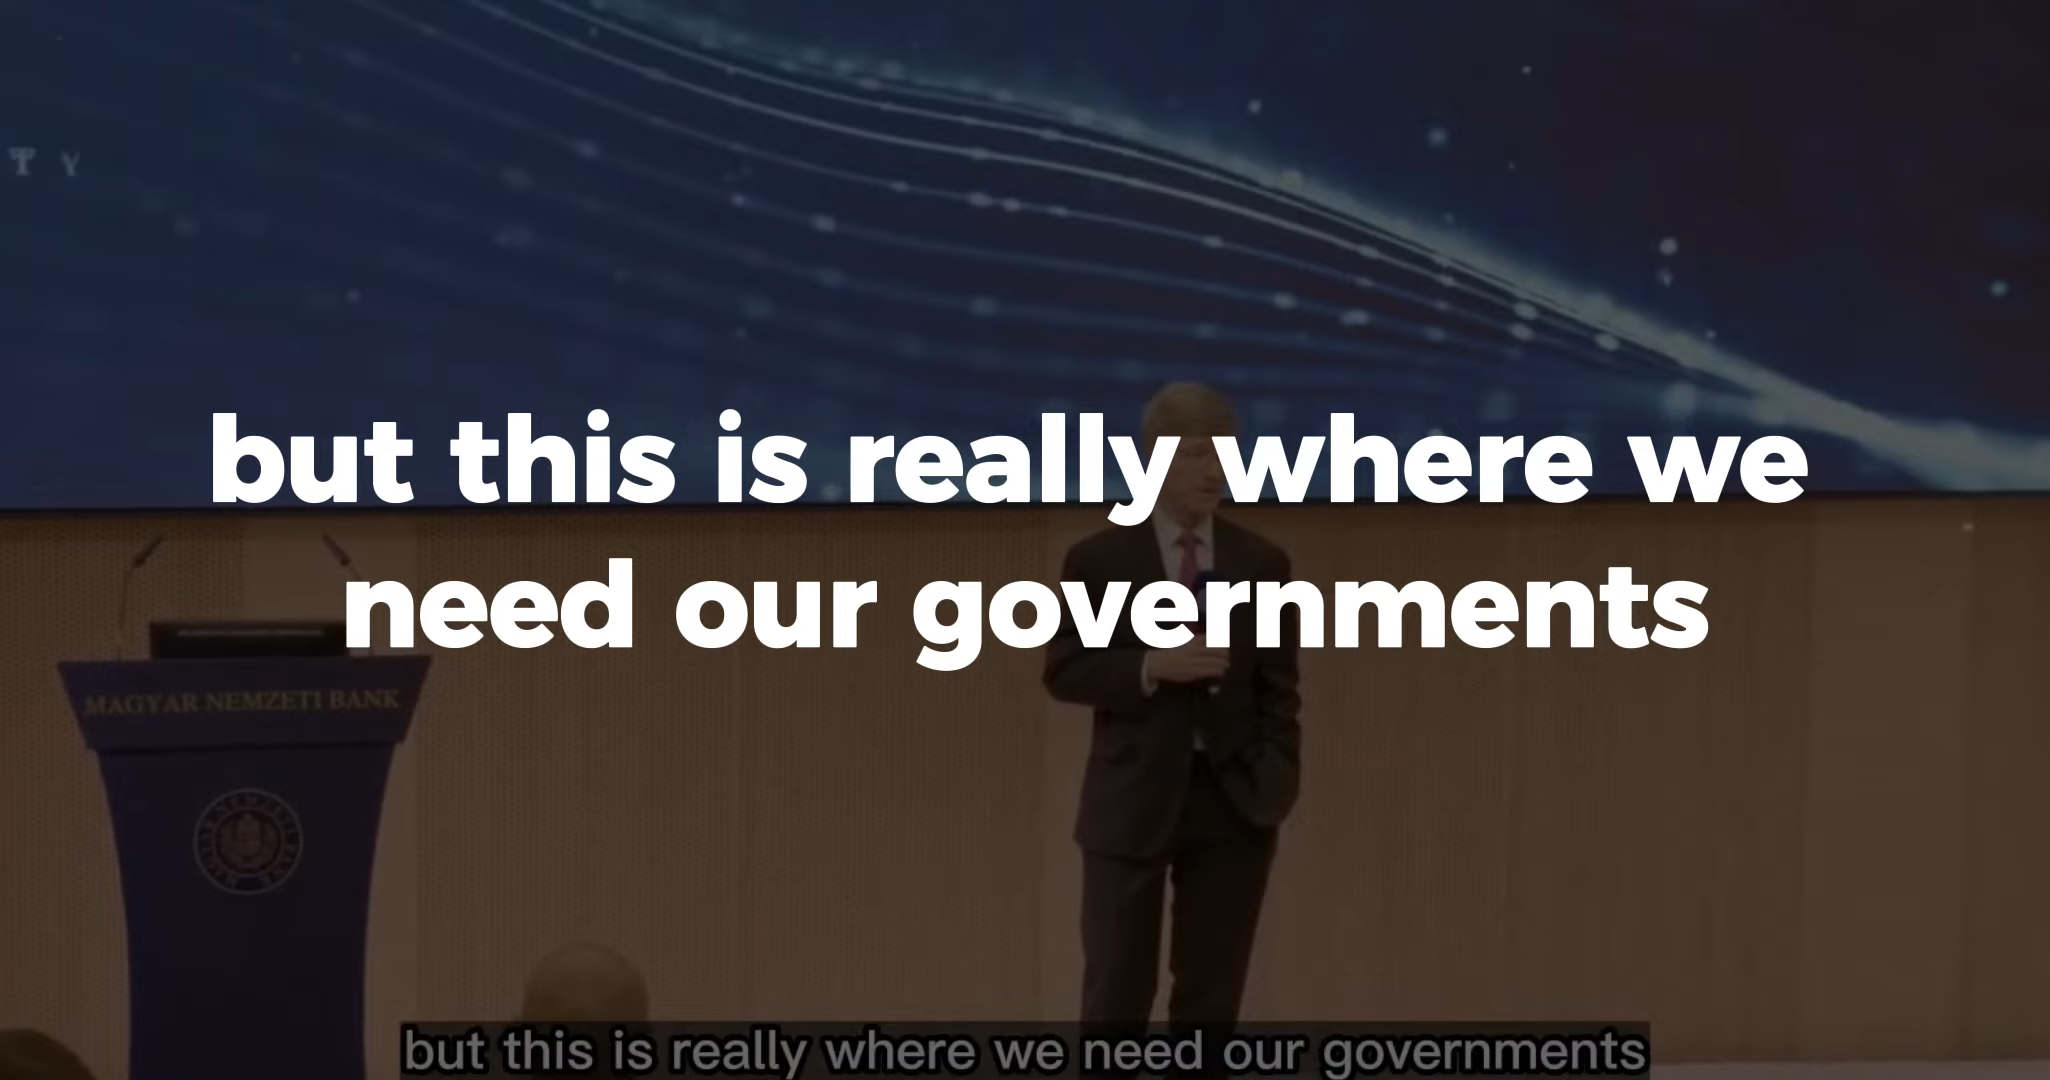 T Y
but this is really where we
need our governments
MAGYAR NEMZETI BANK
but this is really where we need our governments